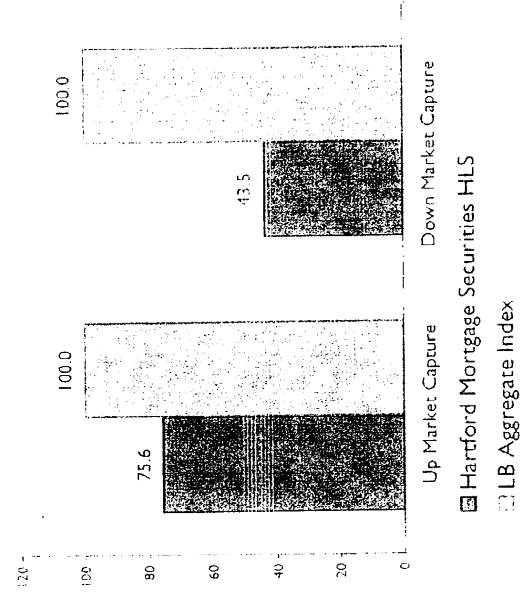 120
100
80
60
40
20
0
75.6
100.0
43.5
100.0
Up Market Capture
Down Market Capture
Hartford Mortgage Securities HLS
LB Aggregate Index